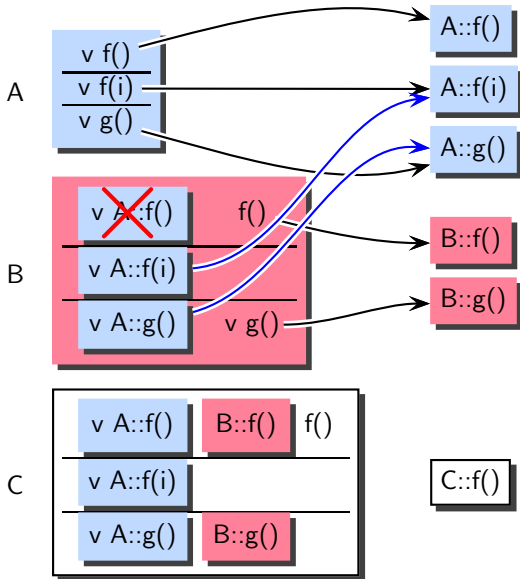 A
v f()
v f(i)
v g()
A::f()
A::f(i)
A::g()
B
v A::f() f()
v A::f(i)
v A::g() v g()
B::f()
B::g()
C
v A::f() B::f() f()
v A::f(i)
v A::g() B::g()
C::f()